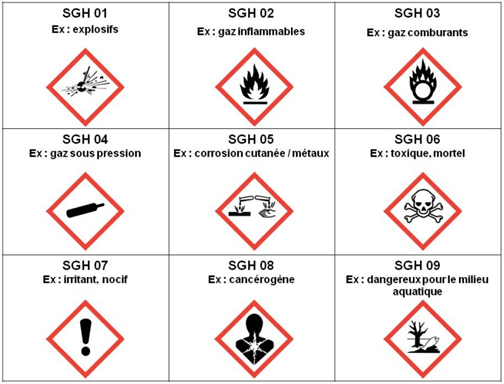 SGH 01
Ex : explosifs
SGH 02
Ex : gaz inflammables
SGH 03
Ex : gaz comburants
SGH 04
Ex : gaz sous pression
SGH 05
Ex : corrosion cutanée / métaux
SGH 06
Ex : toxique, mortel
SGH 07
Ex : irritant, nocif
SGH 08
Ex : cancérogène
SGH 09
Ex : dangereux pour le milieu
aquatique